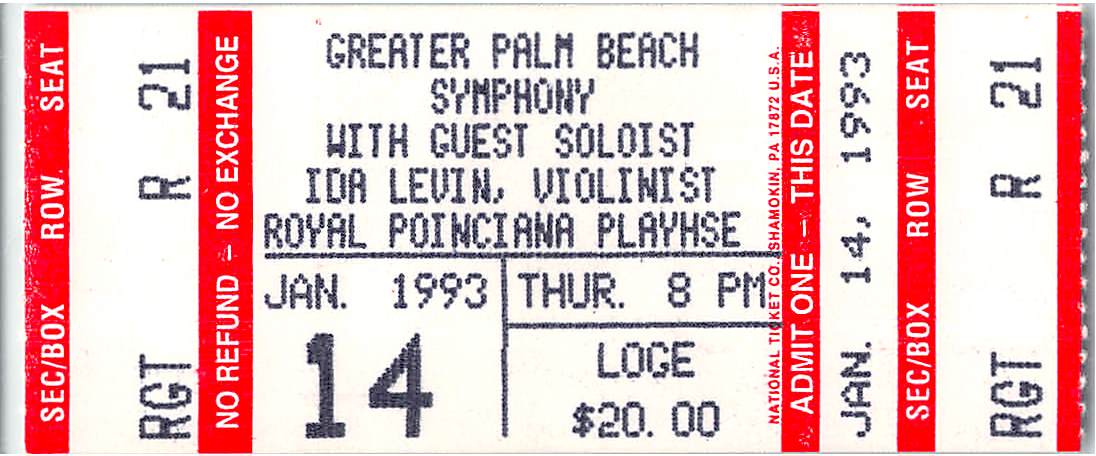 SEC/BOX ROW SEAT
RGT R 21
NO REFUND - NO EXCHANGE
GREATER PALM BEACH
SYMPHONY
WITH GUEST SOLOIST
IDA LEVIN, VIOLINIST
ROYAL POINCIANA PLAYHSE
JAN. 1993
14
THUR. 8 PM
LOGE
$20.00
NATIONAL TICKET CO. SHAMOKIN, PA 17872 U.S.A.
ADMIT ONE - THIS DATE
JAN. 14, 1993
SEC/BOX ROW SEAT
RGT R 21